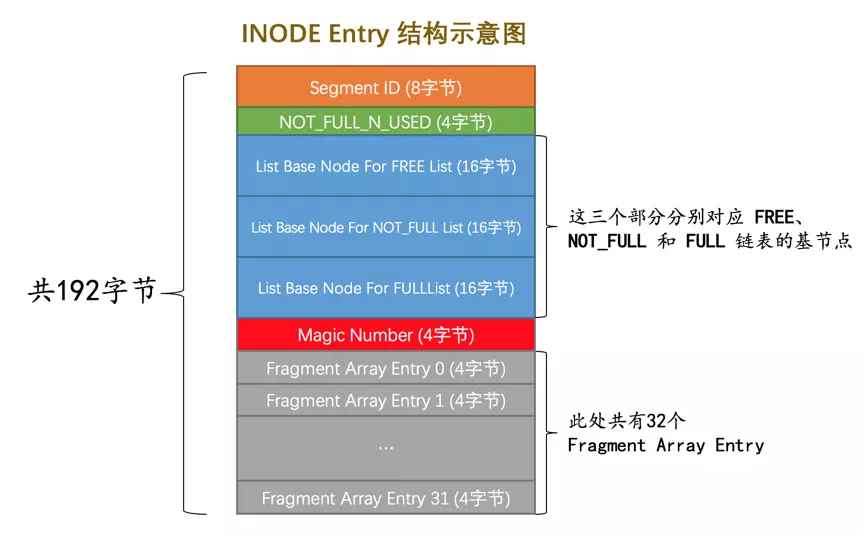 INODE Entry 结构示意图
共192字节
Segment ID (8字节)
NOT_FULL_N_USED (4字节)
List Base Node For FREE List (16字节)
List Base Node For NOT_FULL List (16字节)
List Base Node For FULLList (16字节)
这三个部分分别对应 FREE、
NOT_FULL 和 FULL 链表的基节点
Magic Number (4字节)
Fragment Array Entry 0 (4字节)
Fragment Array Entry 1 (4字节)
...
Fragment Array Entry 31 (4字节)
此处共有32个
Fragment Array Entry